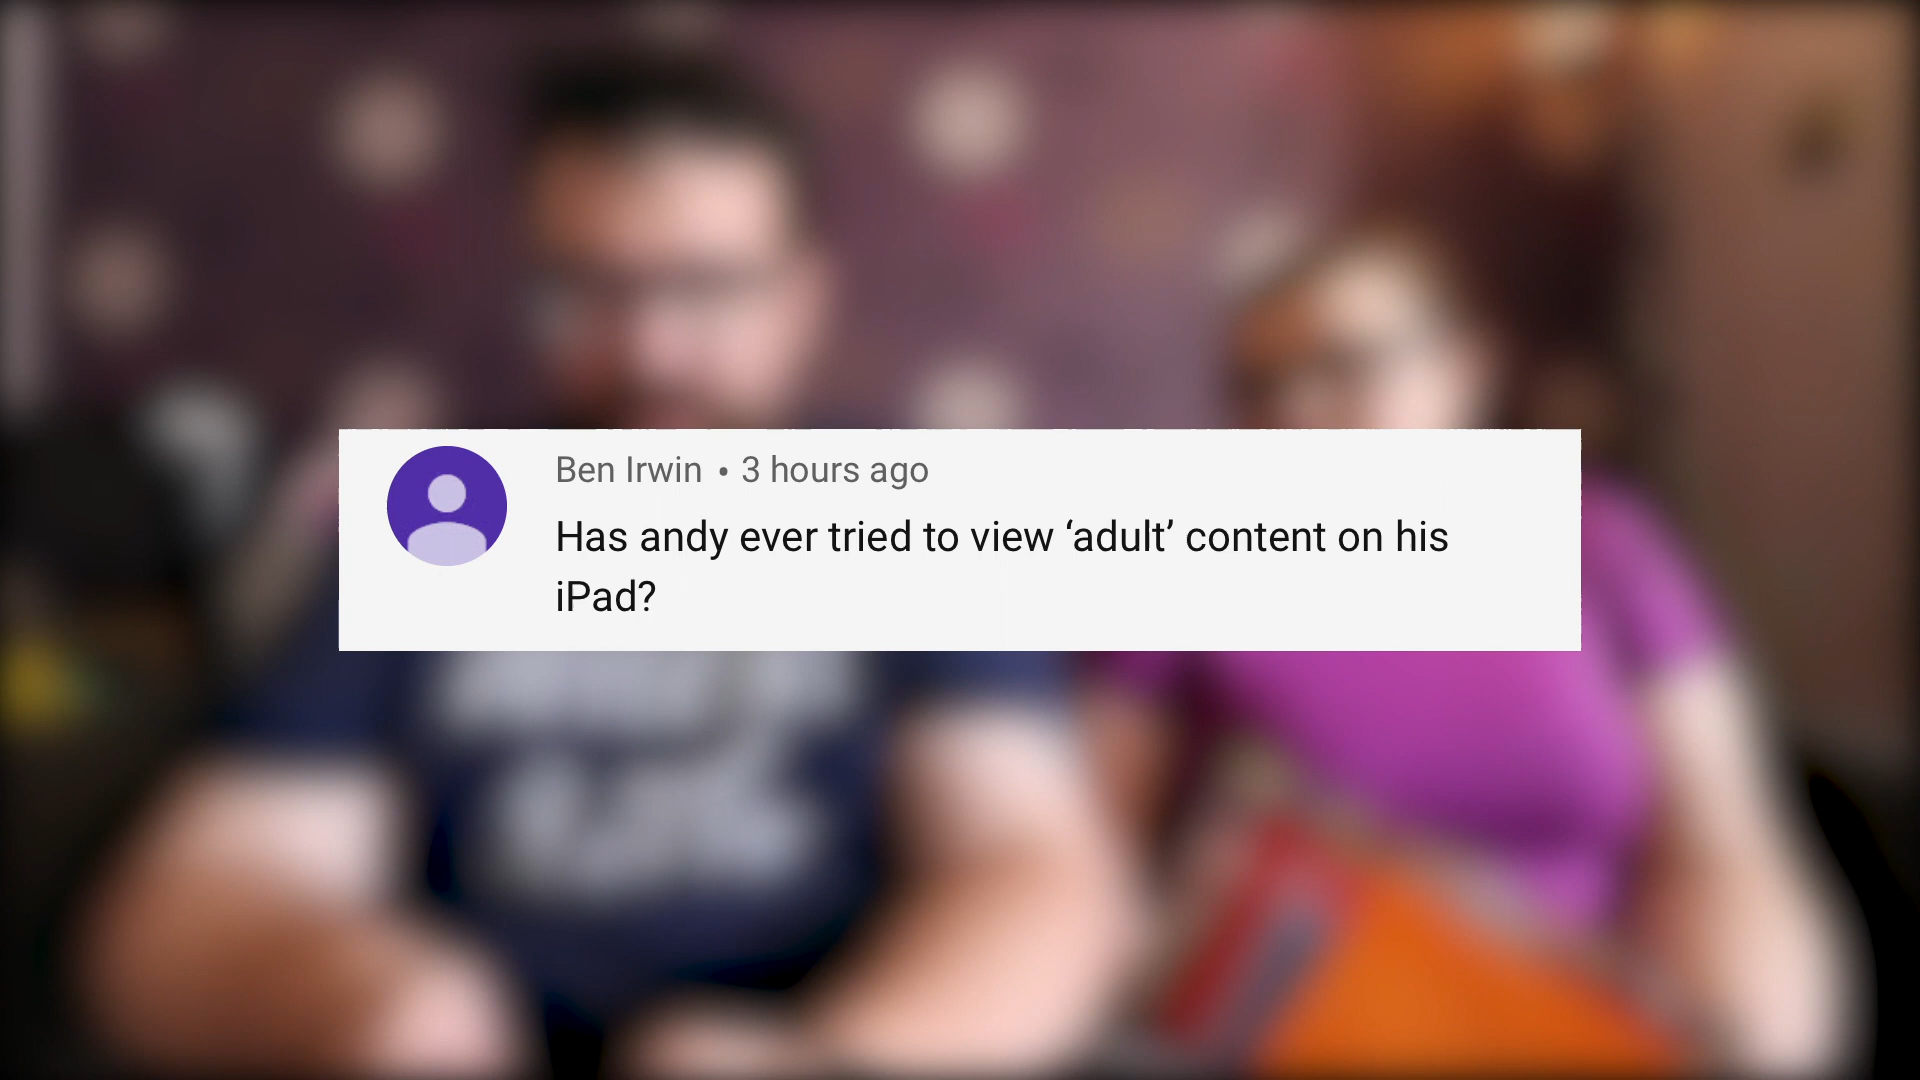 Ben Irwin • 3 hours ago
Has andy ever tried to view ‘adult’ content on his
iPad?